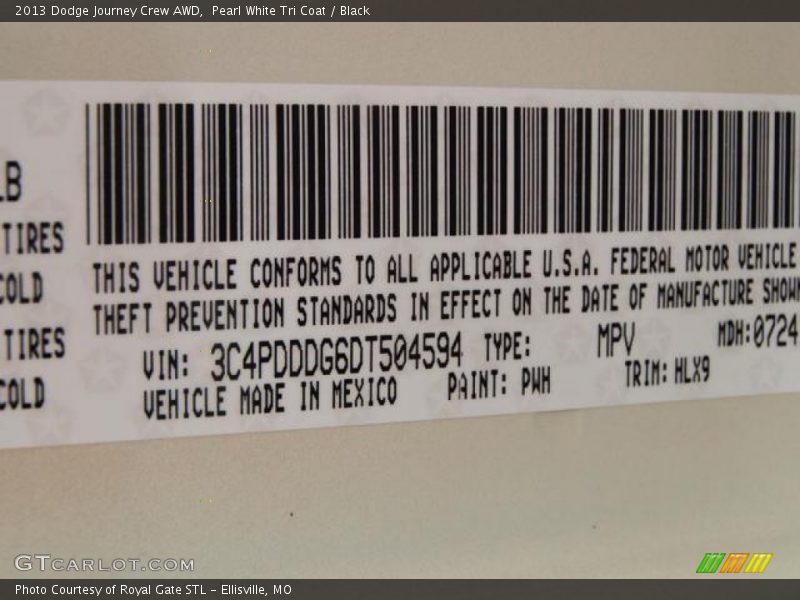 2013 Dodge Journey Crew AWD,  Pearl White Tri Coat / Black
LB
TIRES
COLD
TIRES
COLD
THIS VEHICLE CONFORMS TO ALL APPLICABLE U.S.A. FEDERAL MOTOR VEHICLE
THEFT PREVENTION STANDARDS IN EFFECT ON THE DATE OF MANUFACTURE SHOWN
VIN: 3C4PDDDG6DT504594 TYPE: MPV MDH:0724
VEHICLE MADE IN MEXICO PAINT: PWH TRIM: HLX9
GTCARLOT.COM
Photo Courtesy of Royal Gate STL - Ellisville, MO